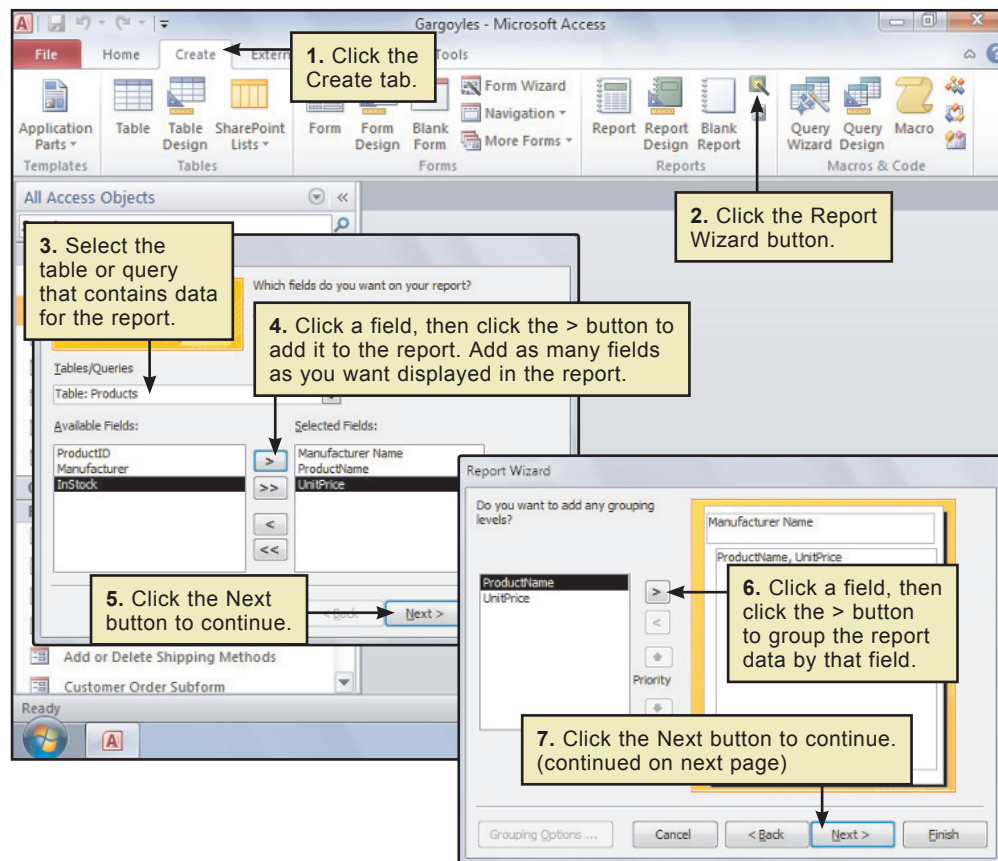 Gargoyles - Microsoft Access
File Home Create Extern Tools
1. Click the
Create tab.
Application
Parts
Table
Table
Design
SharePoint
Lists
Form
Form
Design
Blank
Form
Form Wizard
Navigation
More Forms
Report
Report
Design
Blank
Report
Query
Wizard
Query
Design
Macro
Templates Tables Forms Reports Macros & Code
All Access Objects
2. Click the Report
Wizard button.
3. Select the
table or query
that contains data
for the report.
Which fields do you want on your report?
4. Click a field, then click the > button to
add it to the report. Add as many fields
as you want displayed in the report.
Tables/Queries
Table: Products
Available Fields:
ProductID
Manufacturer
InStock
>
>>
<
<<
Selected Fields:
Manufacturer Name
ProductName
UnitPrice
5. Click the Next
button to continue.
< Back Next >
Report Wizard
Do you want to add any grouping
levels?
ProductName
UnitPrice
>
<
Priority
Manufacturer Name
ProductName, UnitPrice
6. Click a field, then
click the > button
to group the report
data by that field.
7. Click the Next button to continue.
(continued on next page)
Grouping Options ... Cancel < Back Next > Finish
Add or Delete Shipping Methods
Customer Order Subform
Ready